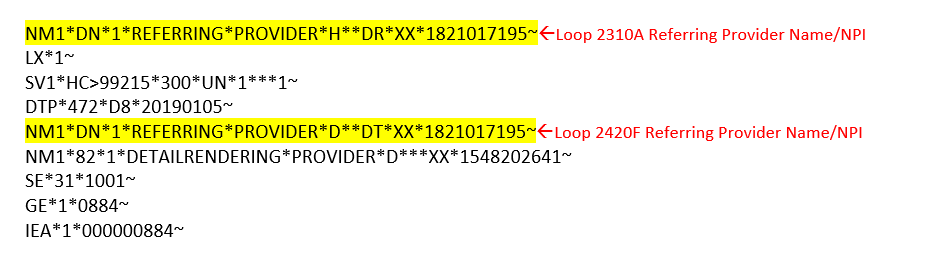 NM1*DN*1*REFERRING*PROVIDER*H**DR*XX*1821017195~←Loop 2310A Referring Provider Name/NPI
LX*1~
SV1*HC>99215*300*UN*1***1~
DTP*472*D8*20190105~
NM1*DN*1*REFERRING*PROVIDER*D**DT*XX*1821017195~←Loop 2420F Referring Provider Name/NPI
NM1*82*1*DETAILRENDERING*PROVIDER*D***XX*1548202641~
SE*31*1001~
GE*1*0884~
IEA*1*000000884~